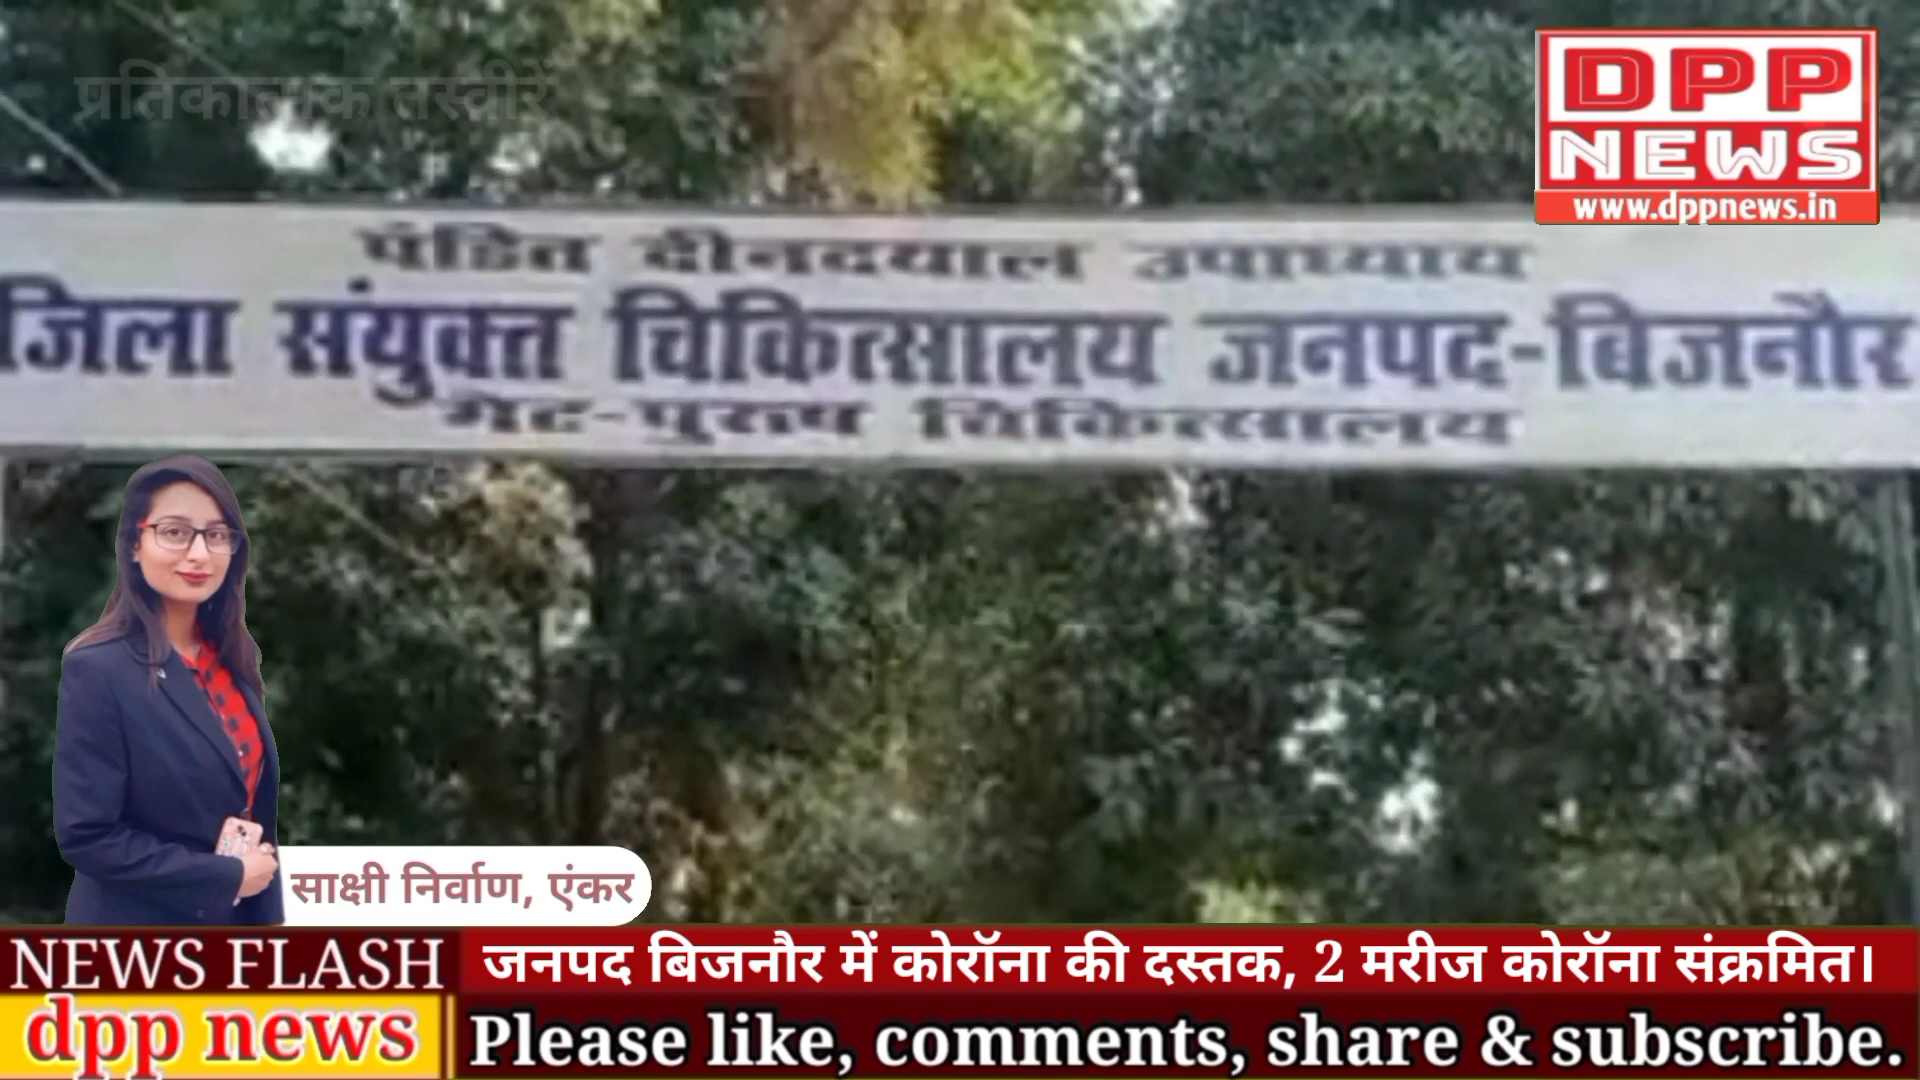 प्रतिकात्मक तस्वीरें
DPP
NEWS
www.dppnews.in
पंडित दीनदयाल उपाध्याय
जिला संयुक्त चिकित्सालय जनपद-बिजनौर
गेट-पुरुष चिकित्सालय
साक्षी निर्वाण, एंकर
NEWS FLASH
जनपद बिजनौर में कोरॉना की दस्तक, 2 मरीज कोरॉना संक्रमित।
dpp news
Please like, comments, share & subscribe.